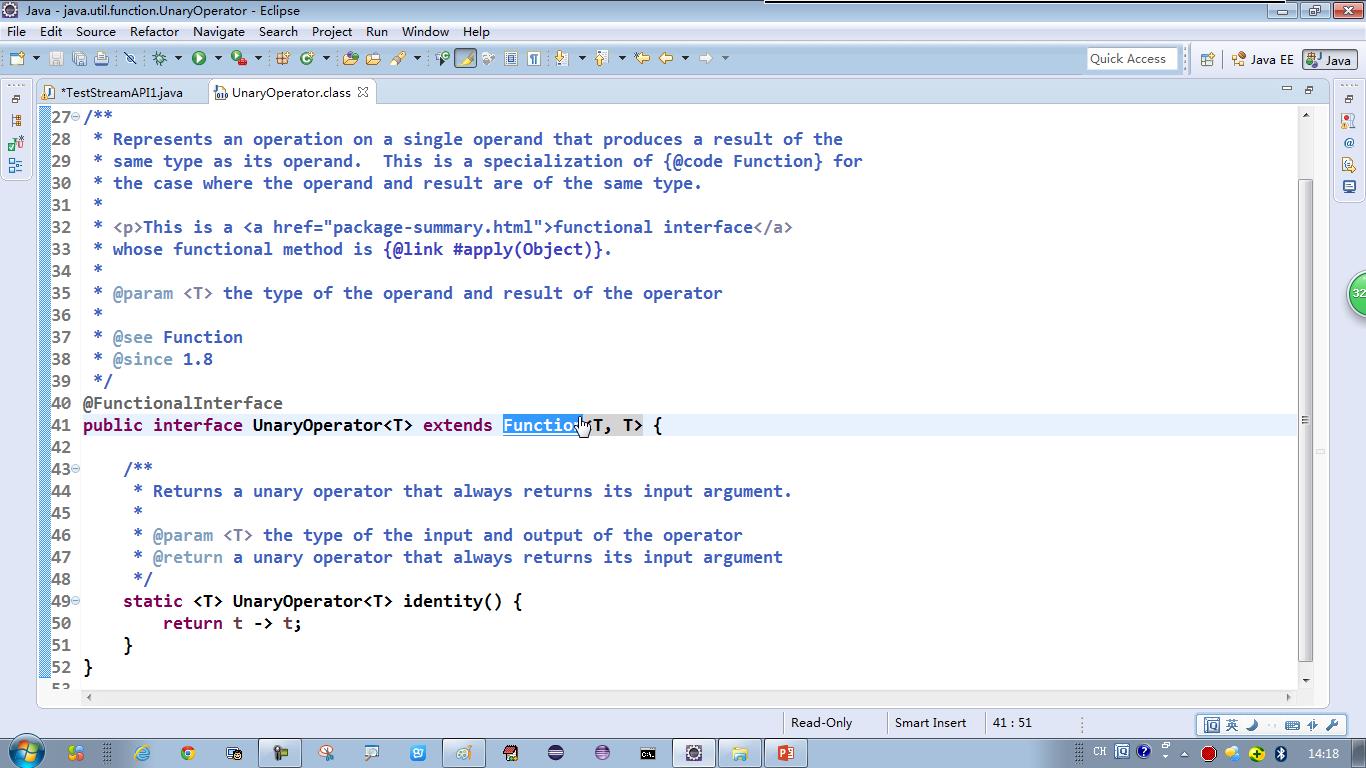 Java - java.util.function.UnaryOperator - Eclipse
File Edit Source Refactor Navigate Search Project Run Window Help
Quick Access Java EE Java
*TestStreamAPI1.java UnaryOperator.class
27 /**
28 * Represents an operation on a single operand that produces a result of the
29 * same type as its operand.  This is a specialization of {@code Function} for
30 * the case where the operand and result are of the same type.
31 *
32 * <p>This is a <a href="package-summary.html">functional interface</a>
33 * whose functional method is {@link #apply(Object)}.
34 *
35 * @param <T> the type of the operand and result of the operator
36 *
37 * @see Function
38 * @since 1.8
39 */
40 @FunctionalInterface
41 public interface UnaryOperator<T> extends Function<T, T> {
42
43 /**
44 * Returns a unary operator that always returns its input argument.
45 *
46 * @param <T> the type of the input and output of the operator
47 * @return a unary operator that always returns its input argument
48 */
49 static <T> UnaryOperator<T> identity() {
50 return t -> t;
51 }
52 }
53
32
Read-Only Smart Insert 41 : 51
英
CH 14:18